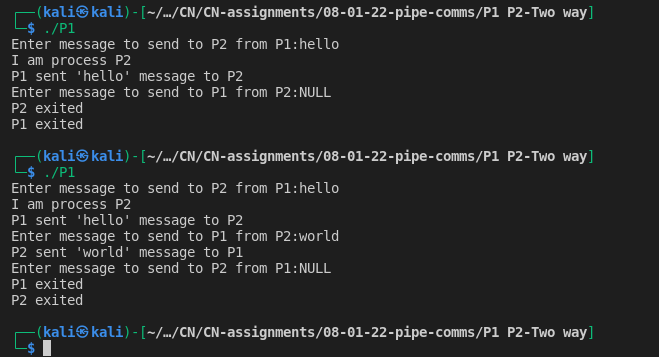 ┌──(kali㉿kali)-[~/…/CN/CN-assignments/08-01-22-pipe-comms/P1 P2-Two way]
└─$ ./P1
Enter message to send to P2 from P1:hello
I am process P2
P1 sent 'hello' message to P2
Enter message to send to P1 from P2:NULL
P2 exited
P1 exited
┌──(kali㉿kali)-[~/…/CN/CN-assignments/08-01-22-pipe-comms/P1 P2-Two way]
└─$ ./P1
Enter message to send to P2 from P1:hello
I am process P2
P1 sent 'hello' message to P2
Enter message to send to P1 from P2:world
P2 sent 'world' message to P1
Enter message to send to P2 from P1:NULL
P1 exited
P2 exited
┌──(kali㉿kali)-[~/…/CN/CN-assignments/08-01-22-pipe-comms/P1 P2-Two way]
└─$